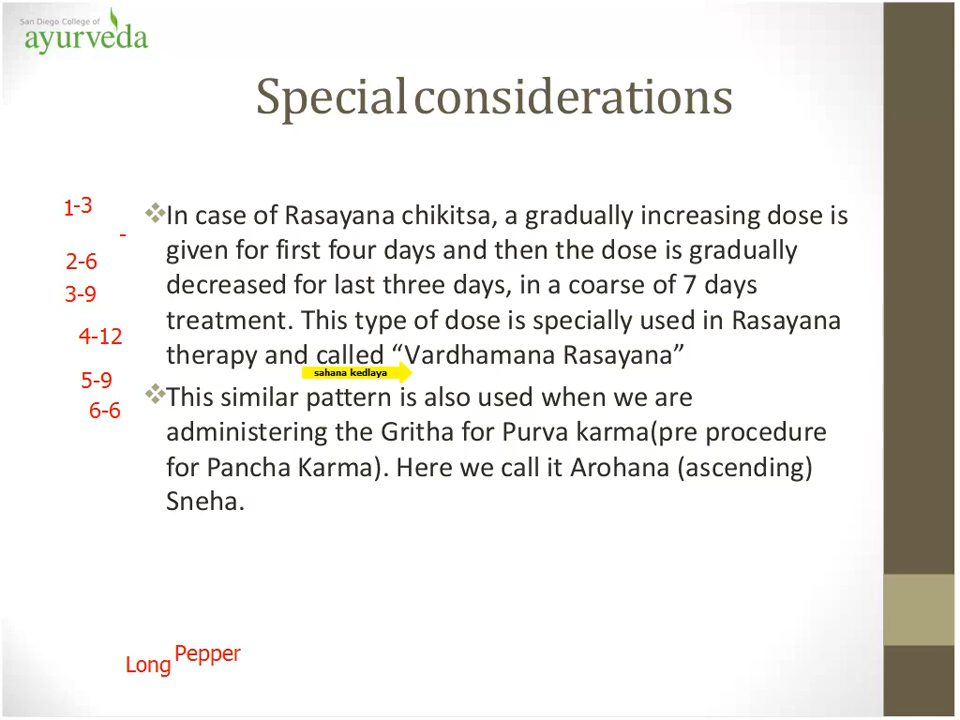 San Diego College of
ayurveda
Special considerations
1-3
-
2-6
3-9
4-12
5-9
6-6
❖In case of Rasayana chikitsa, a gradually increasing dose is
given for first four days and then the dose is gradually
decreased for last three days, in a coarse of 7 days
treatment. This type of dose is specially used in Rasayana
therapy and called “Vardhamana Rasayana”
sahana kedlaya
❖This similar pattern is also used when we are
administering the Gritha for Purva karma(pre procedure
for Pancha Karma). Here we call it Arohana (ascending)
Sneha.
Long Pepper